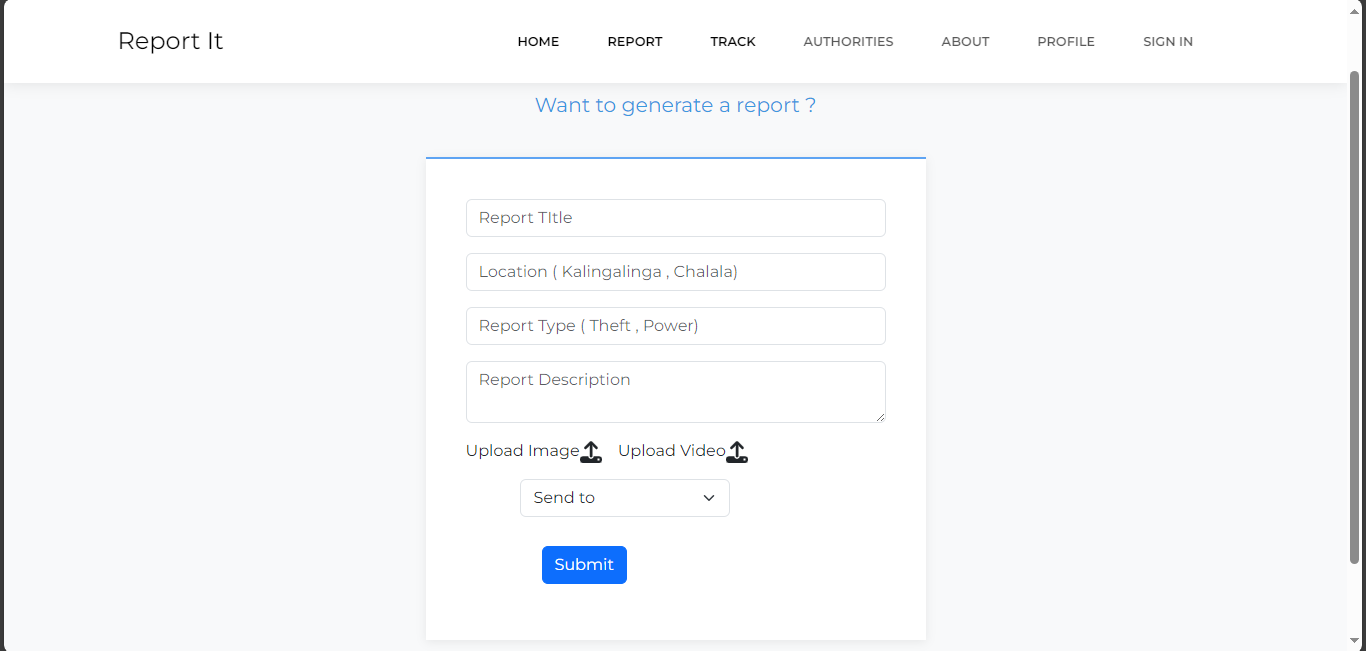 Report It
HOME REPORT TRACK AUTHORITIES ABOUT PROFILE SIGN IN
Want to generate a report ?
Report TItle
Location ( Kalingalinga , Chalala)
Report Type ( Theft , Power)
Report Description
Upload Image Upload Video
Send to
Submit